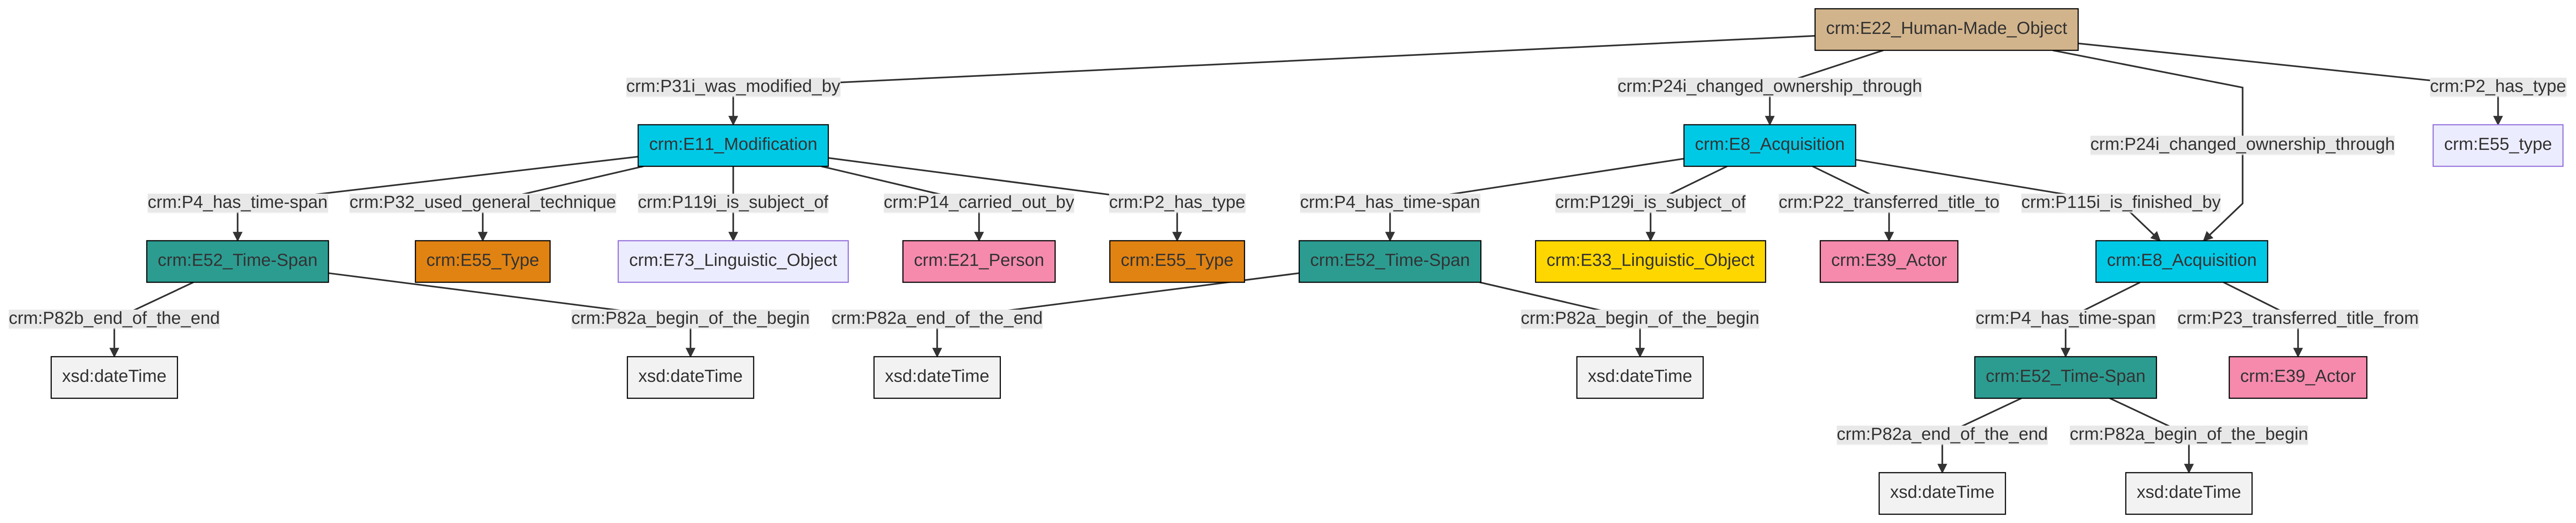 crm:E22_Human-Made_Object
crm:P31i_was_modified_by
crm:P24i_changed_ownership_through
crm:P2_has_type
crm:E11_Modification
crm:E8_Acquisition
crm:P24i_changed_ownership_through
crm:E55_type
crm:P4_has_time-span
crm:P32_used_general_technique
crm:P119i_is_subject_of
crm:P14_carried_out_by
crm:P2_has_type
crm:P4_has_time-span
crm:P129i_is_subject_of
crm:P22_transferred_title_to
crm:P115i_is_finished_by
crm:E52_Time-Span
crm:E55_Type
crm:E73_Linguistic_Object
crm:E21_Person
crm:E55_Type
crm:E52_Time-Span
crm:E33_Linguistic_Object
crm:E39_Actor
crm:E8_Acquisition
crm:P82b_end_of_the_end
crm:P82a_begin_of_the_begin
crm:P82a_end_of_the_end
crm:P82a_begin_of_the_begin
crm:P4_has_time-span
crm:P23_transferred_title_from
xsd:dateTime
xsd:dateTime
xsd:dateTime
xsd:dateTime
crm:E52_Time-Span
crm:E39_Actor
crm:P82a_end_of_the_end
crm:P82a_begin_of_the_begin
xsd:dateTime
xsd:dateTime